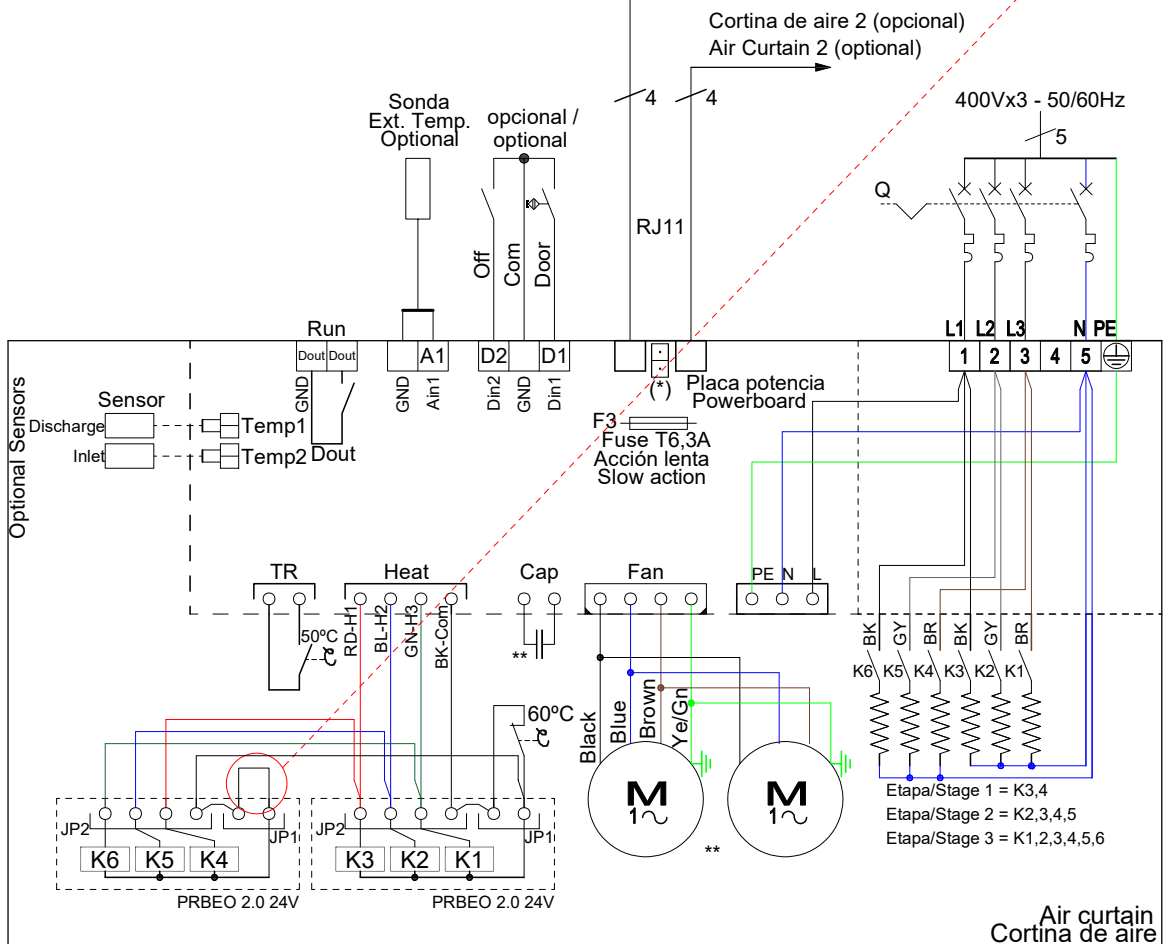 Cortina de aire 2 (opcional)
Air Curtain 2 (optional)
4
4
400Vx3 - 50/60Hz
5
Sonda
Ext. Temp.
Optional
opcional /
optional
Q
RJ11
Off
Com
Door
L1 L2 L3 N PE
Run
Dout Dout
A1
D2
D1
1 2 3 4 5
GND
GND
Ain1
Din2
GND
Din1
(*)
Placa potencia
Powerboard
F3
Fuse T6,3A
Acción lenta
Slow action
Optional Sensors
Sensor
Discharge
Temp1
Inlet
Temp2
Dout
TR
Heat
Cap
Fan
PE N L
50ºC
RD-H1
BL-H2
GN-H3
BK-Com
**
BK
GY
BR
BK
GY
BR
K6 K5 K4 K3 K2 K1
60ºC
Black
Blue
Brown
Ye/Gn
M
1~
M
1~
**
Etapa/Stage 1 = K3,4
Etapa/Stage 2 = K2,3,4,5
Etapa/Stage 3 = K1,2,3,4,5,6
JP2
JP1
JP2
JP1
K6
K5
K4
K3
K2
K1
PRBEO 2.0 24V
PRBEO 2.0 24V
Air curtain
Cortina de aire